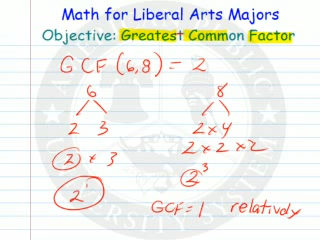 Math for Liberal Arts Majors
Objective: Greatest Common Factor
GCF(6,8) = 2
6 8
2 3 2 x 4
2 x 3 2 x 2 x 2
2¹ 2³
GCF = 1 relatively